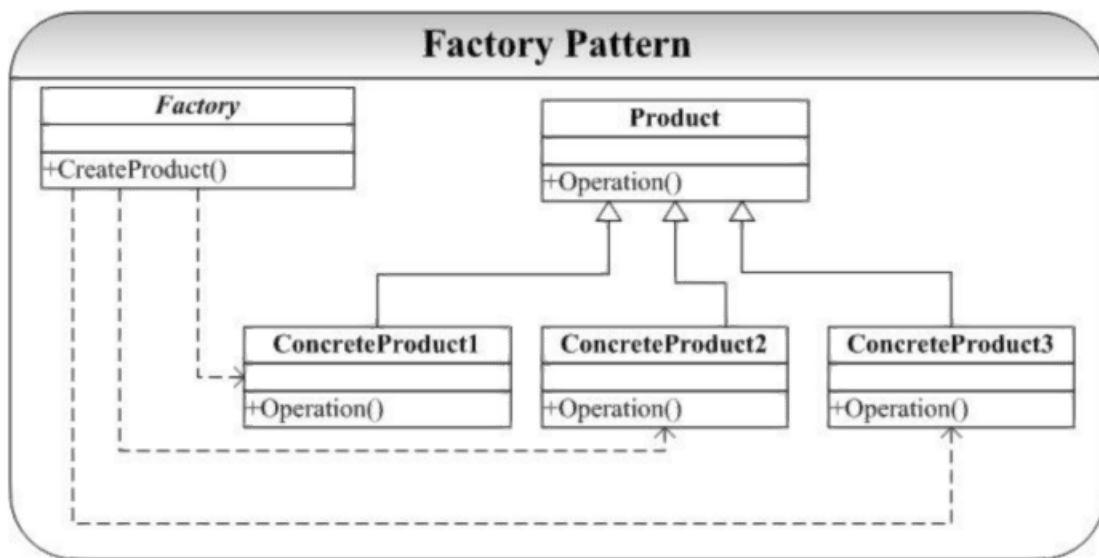 Factory Pattern
Factory
+CreateProduct()
Product
+Operation()
ConcreteProduct1
+Operation()
ConcreteProduct2
+Operation()
ConcreteProduct3
+Operation()